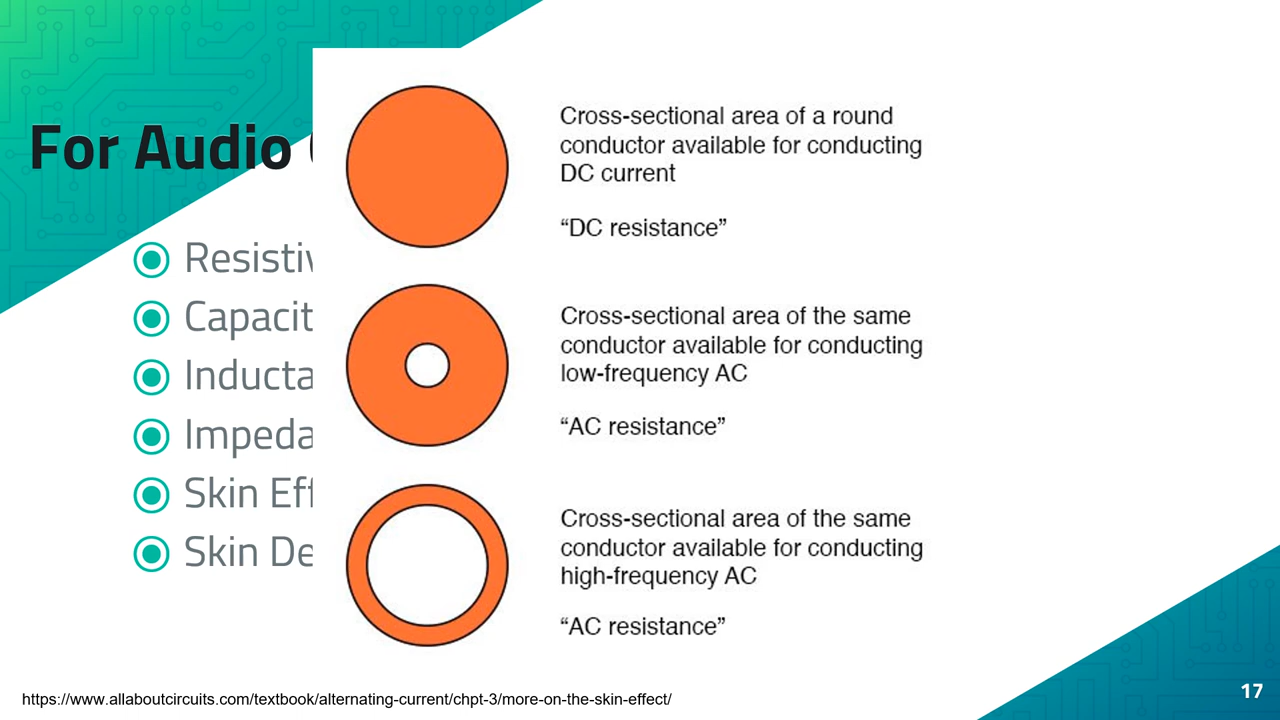 For Audio
Cross-sectional area of a round
conductor available for conducting
DC current
“DC resistance”
Cross-sectional area of the same
conductor available for conducting
low-frequency AC
“AC resistance”
Cross-sectional area of the same
conductor available for conducting
high-frequency AC
“AC resistance”
Resistiv
Capacit
Inducta
Impeda
Skin Eff
Skin De
https://www.allaboutcircuits.com/textbook/alternating-current/chpt-3/more-on-the-skin-effect/
17